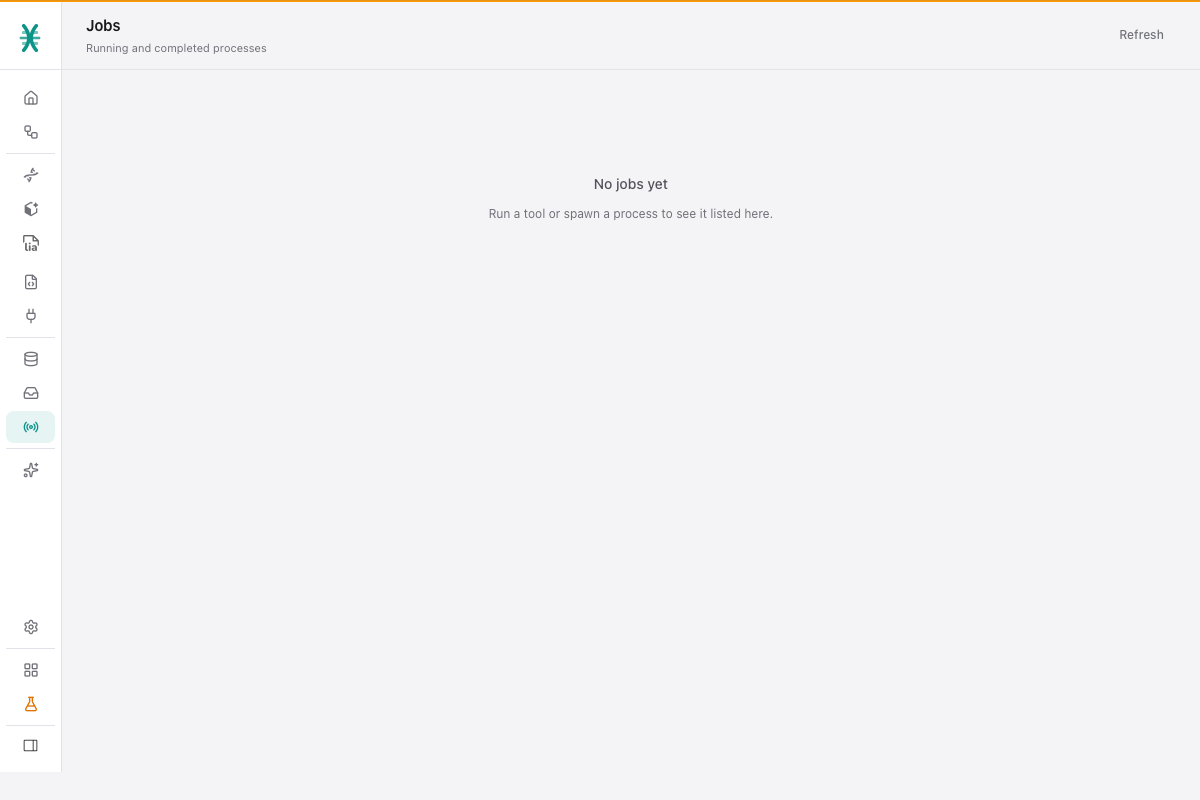 Jobs
Running and completed processes
Refresh
lia
No jobs yet
Run a tool or spawn a process to see it listed here.